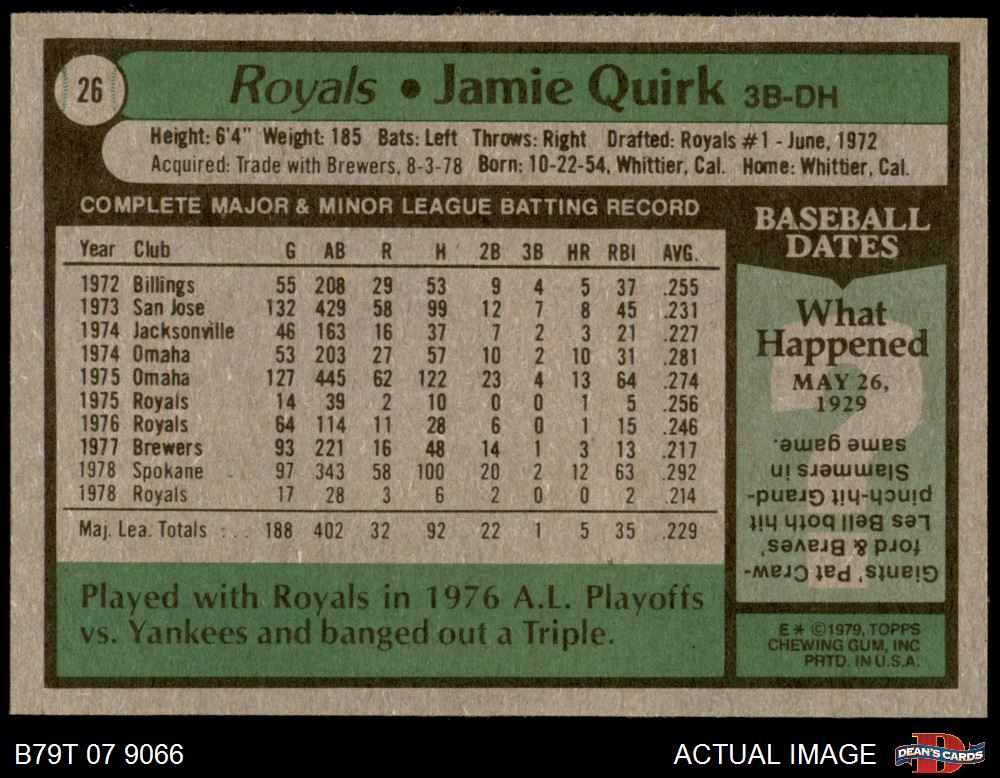 26
Royals • Jamie Quirk 3B-DH
Height: 6'4" Weight: 185 Bats: Left Throws: Right Drafted: Royals #1 - June, 1972
Acquired: Trade with Brewers, 8-3-78 Born: 10-22-54, Whittier, Cal. Home: Whittier, Cal.
COMPLETE MAJOR & MINOR LEAGUE BATTING RECORD
Year Club G AB R H 2B 3B HR RBI AVG.
1972 Billings 55 208 29 53 9 4 5 37 .255
1973 San Jose 132 429 58 99 12 7 8 45 .231
1974 Jacksonville 46 163 16 37 7 2 3 21 .227
1974 Omaha 53 203 27 57 10 2 10 31 .281
1975 Omaha 127 445 62 122 23 4 13 64 .274
1975 Royals 14 39 2 10 0 0 1 5 .256
1976 Royals 64 114 11 28 6 0 1 15 .246
1977 Brewers 93 221 16 48 14 1 3 13 .217
1978 Spokane 97 343 58 100 20 2 12 63 .292
1978 Royals 17 28 3 6 2 0 0 2 .214
Maj. Lea. Totals ... 188 402 32 92 22 1 5 35 .229
Played with Royals in 1976 A.L. Playoffs
vs. Yankees and banged out a Triple.
BASEBALL
DATES
What
Happened
MAY 26,
1929
Giants' Pat Craw-
ford & Braves'
Les Bell both hit
pinch-hit Grand-
Slammers in
same game.
E* ©1979, TOPPS
CHEWING GUM, INC
PRTD. IN U.S.A.
B79T 07 9066
ACTUAL IMAGE
DEAN'S CARDS